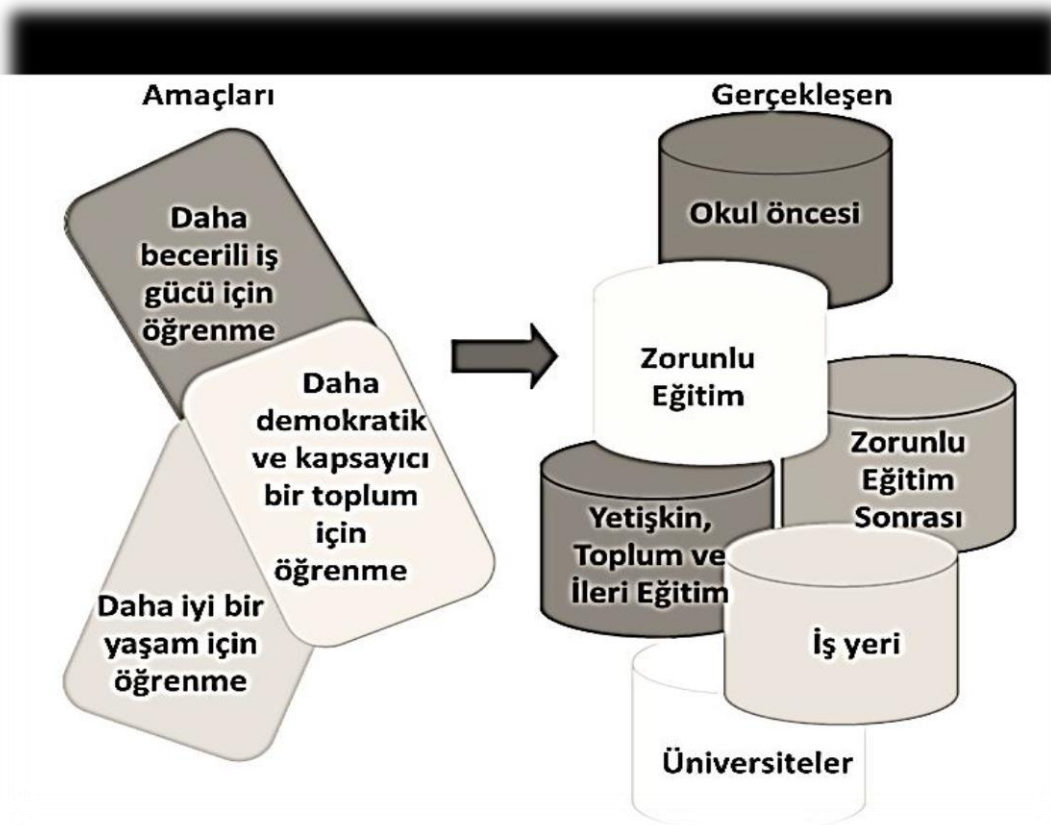 Amaçları
Daha
becerili iş
gücü için
öğrenme
Daha
demokratik
ve kapsayıcı
bir toplum
için
öğrenme
Daha iyi bir
yaşam için
öğrenme
Gerçekleşen
Okul öncesi
Zorunlu
Eğitim
Zorunlu
Eğitim
Sonrası
Yetişkin,
Toplum ve
İleri Eğitim
İş yeri
Üniversiteler